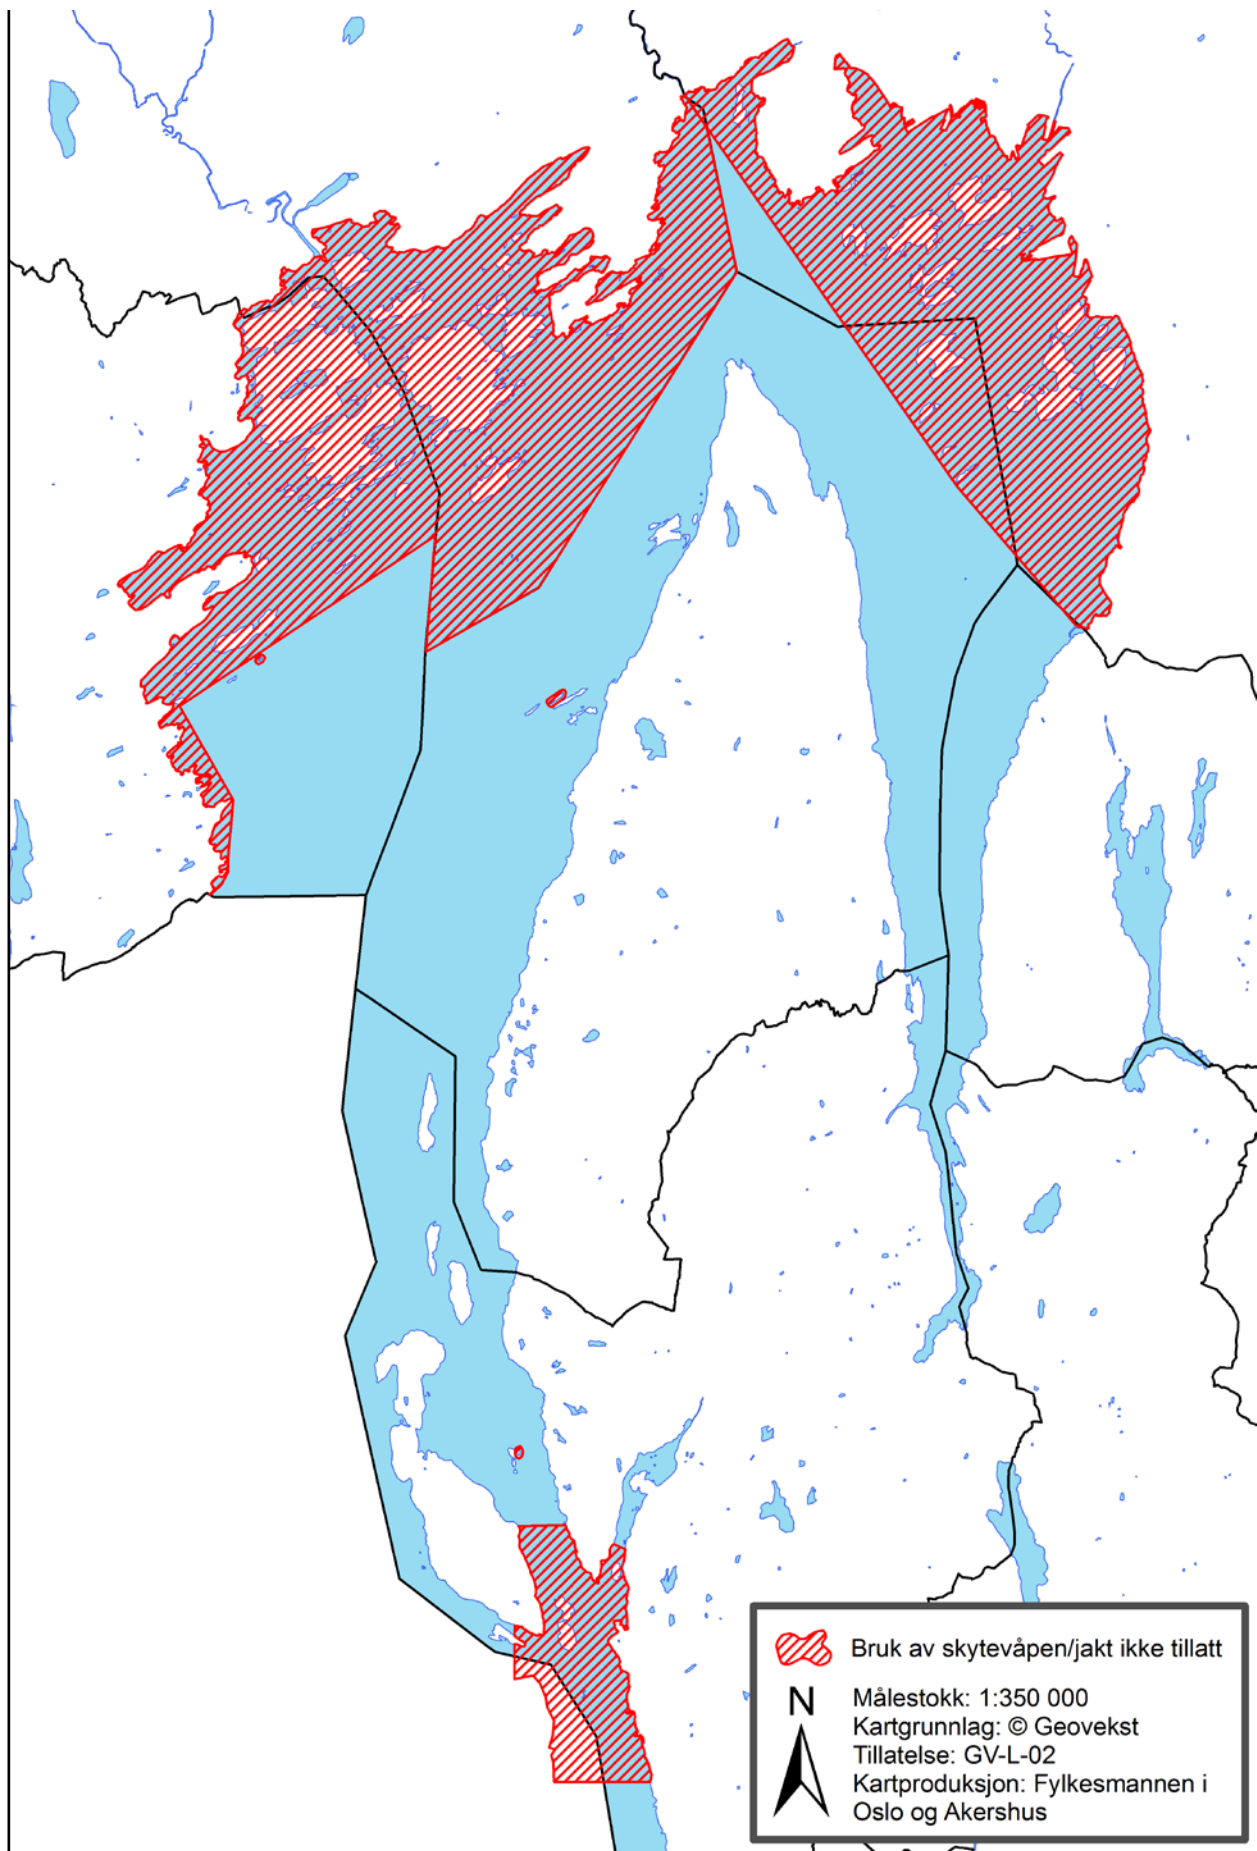 Bruk av skytevåpen/jakt ikke tillatt
N
Målestokk: 1:350 000
Kartgrunnlag: © Geovekst
Tillatelse: GV-L-02
Kartproduksjon: Fylkesmannen i
Oslo og Akershus